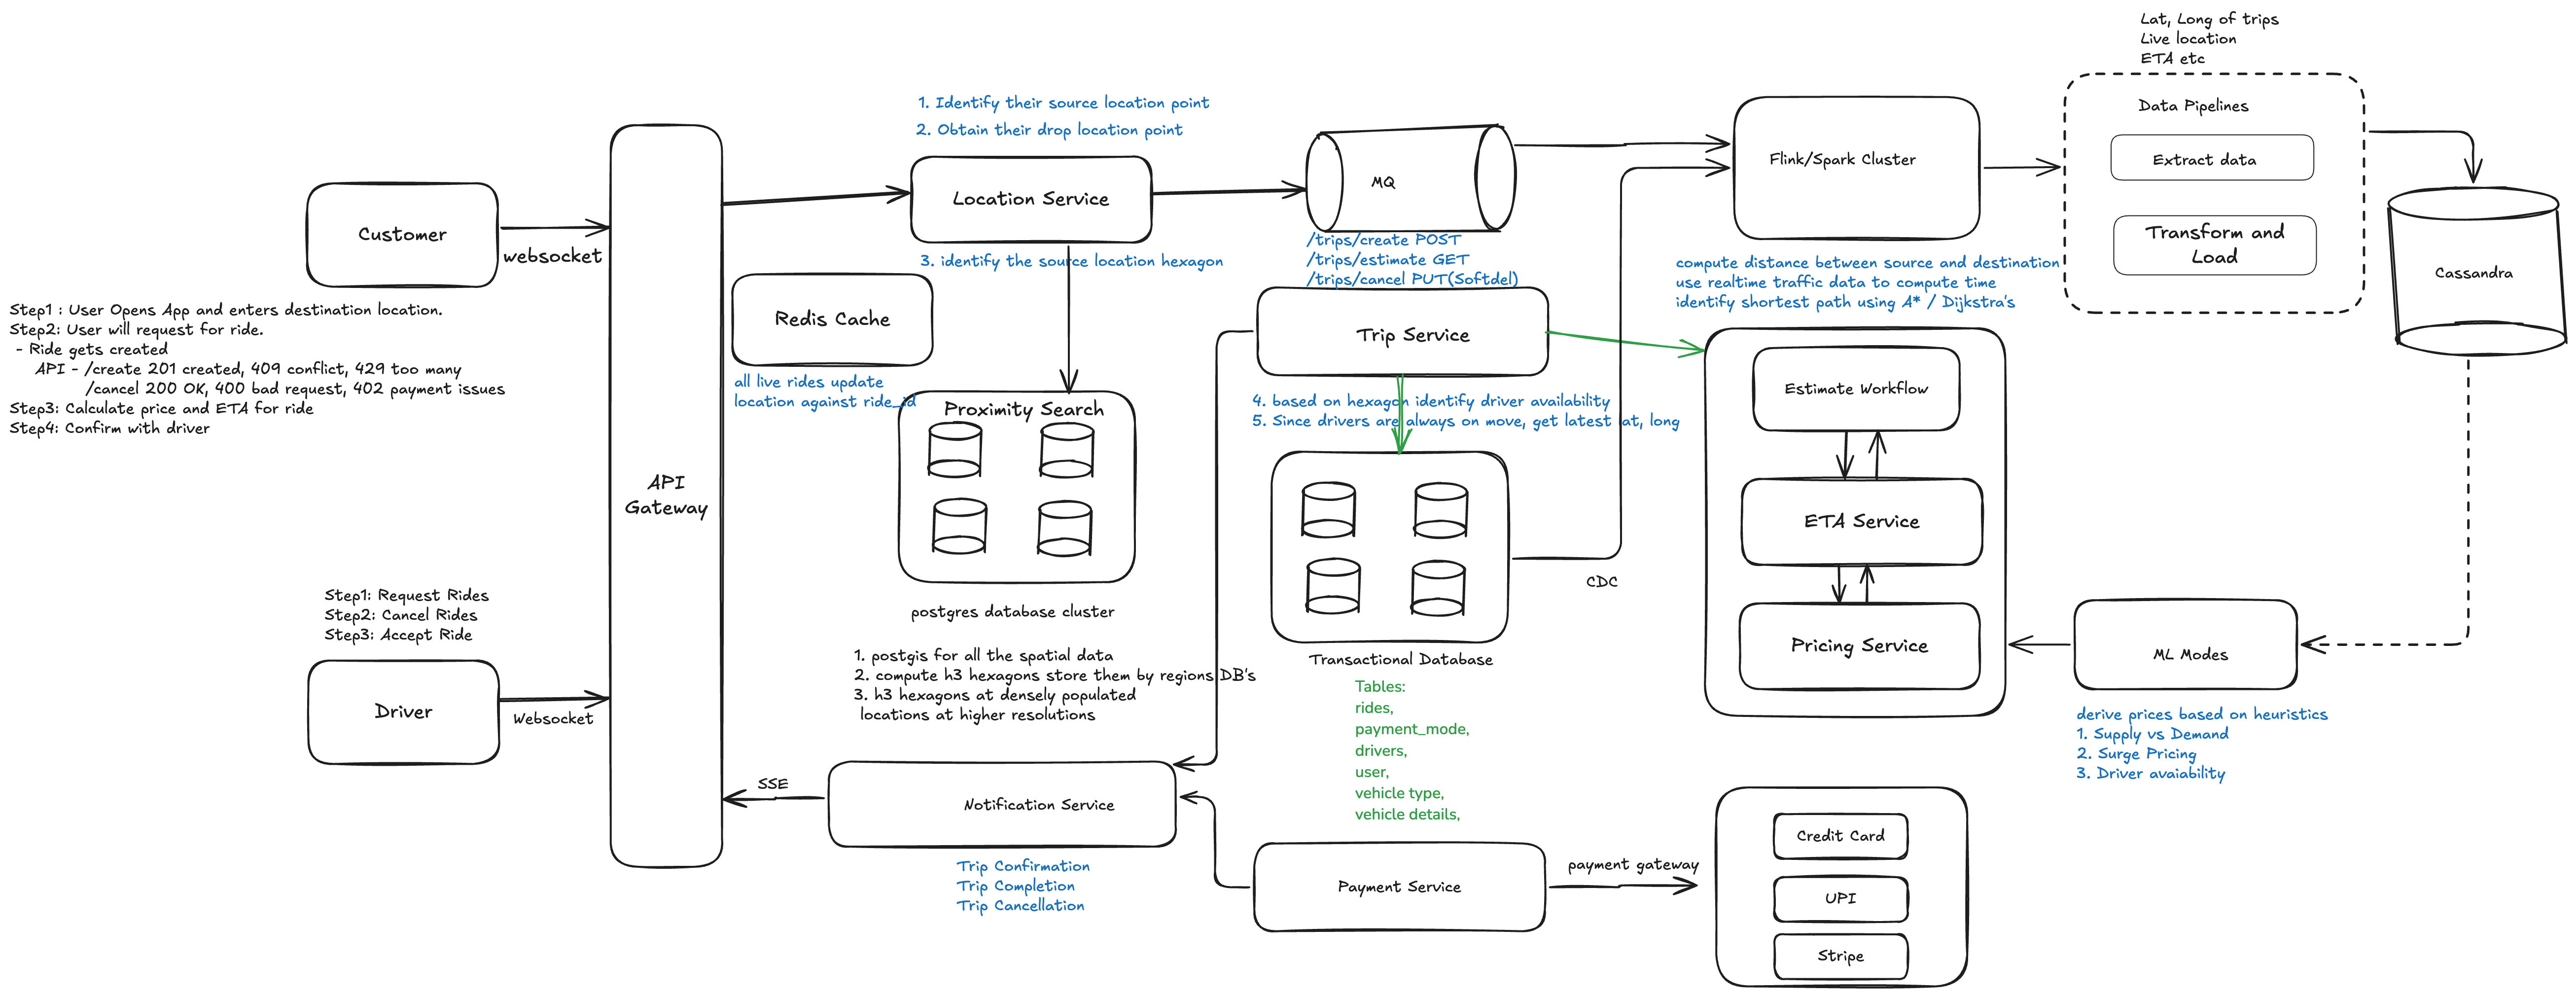 Lat, Long of trips
Live location
ETA etc
Data Pipelines
Extract data
Transform and
Load
Cassandra
Flink/Spark Cluster
1. Identify their source location point
2. Obtain their drop location point
Location Service
3. identify the source location hexagon
MQ
/trips/create POST
/trips/estimate GET
/trips/cancel PUT(Softdel)
Trip Service
4. based on hexagon identify driver availability
5. Since drivers are always on move, get latest lat, long
Customer
websocket
Step1 : User Opens App and enters destination location.
Step2: User will request for ride.
- Ride gets created
API - /create 201 created, 409 conflict, 429 too many
/cancel 200 OK, 400 bad request, 402 payment issues
Step3: Calculate price and ETA for ride
Step4: Confirm with driver
API
Gateway
Redis Cache
all live rides update
location against ride_id
Proximity Search
postgres database cluster
1. postgis for all the spatial data
2. compute h3 hexagons store them by regions DB's
3. h3 hexagons at densely populated
locations at higher resolutions
compute distance between source and destination
use realtime traffic data to compute time
identify shortest path using A* / Dijkstra's
Estimate Workflow
ETA Service
Pricing Service
CDC
Transactional Database
Tables:
rides,
payment_mode,
drivers,
user,
vehicle type,
vehicle details,
ML Modes
derive prices based on heuristics
1. Supply vs Demand
2. Surge Pricing
3. Driver avaiability
Step1: Request Rides
Step2: Cancel Rides
Step3: Accept Ride
Driver
Websocket
SSE
Notification Service
Trip Confirmation
Trip Completion
Trip Cancellation
Payment Service
payment gateway
Credit Card
UPI
Stripe